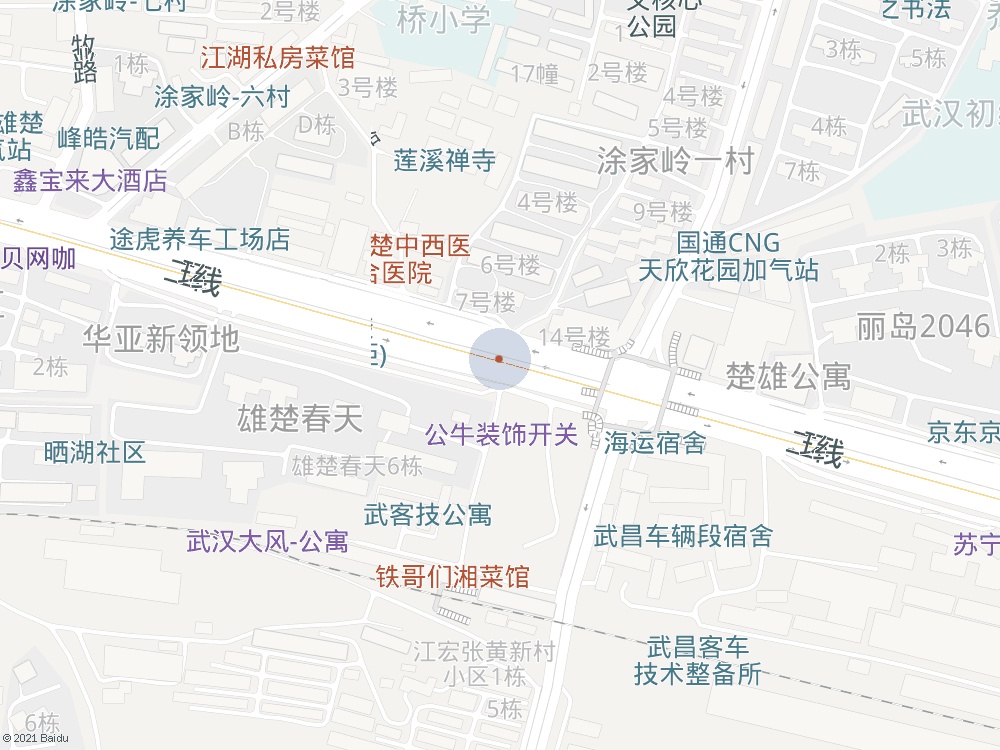 涂家岭-七村
2号楼
桥小学
公园
艺书法
牧
路
1栋
江湖私房菜馆
3号楼
17幢
2号楼
3栋
5栋
涂家岭-六村
4号楼
武汉初
雄楚
气站
峰皓汽配
B栋
D栋
5号楼
4栋
莲溪禅寺
涂家岭一村
7栋
鑫宝来大酒店
4号楼
9号楼
途虎养车工场店
楚中西医
合医院
国通CNG
天欣花园加气站
2栋
3栋
贝网咖
6号楼
7号楼
14号楼
丽岛2046
华亚新领地
2栋
楚雄公寓
雄楚春天
公牛装饰开关
海运宿舍
京东京
晒湖社区
雄楚春天6栋
武客技公寓
武汉大风-公寓
武昌车辆段宿舍
苏宁
铁哥们湘菜馆
江宏张黄新村
小区1栋
武昌客车
技术整备所
5栋
6栋
© 2021 Baidu